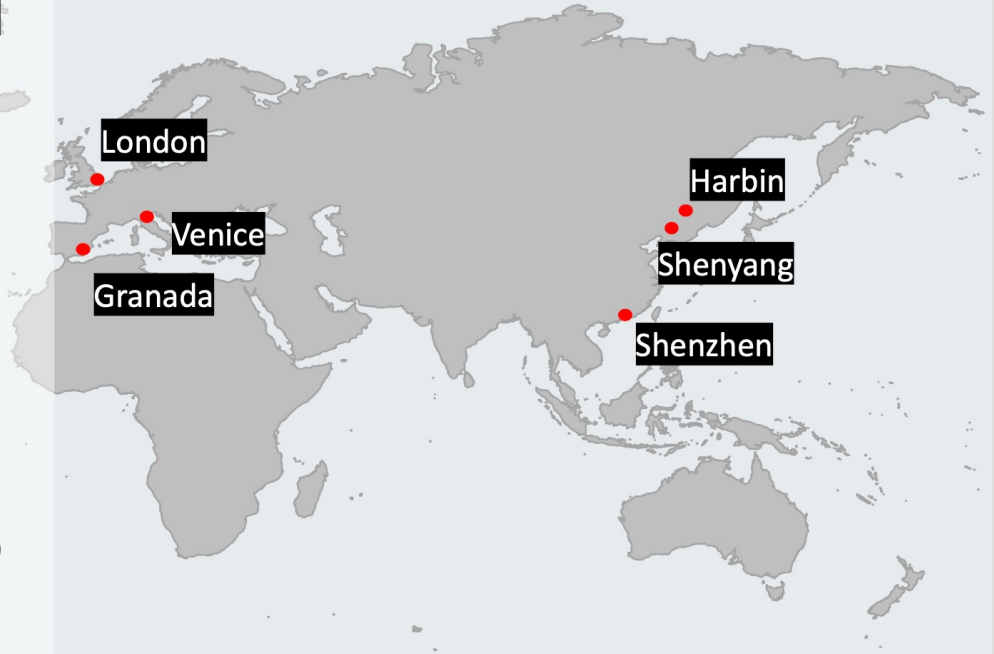 London
Harbin
Venice
Shenyang
Granada
Shenzhen